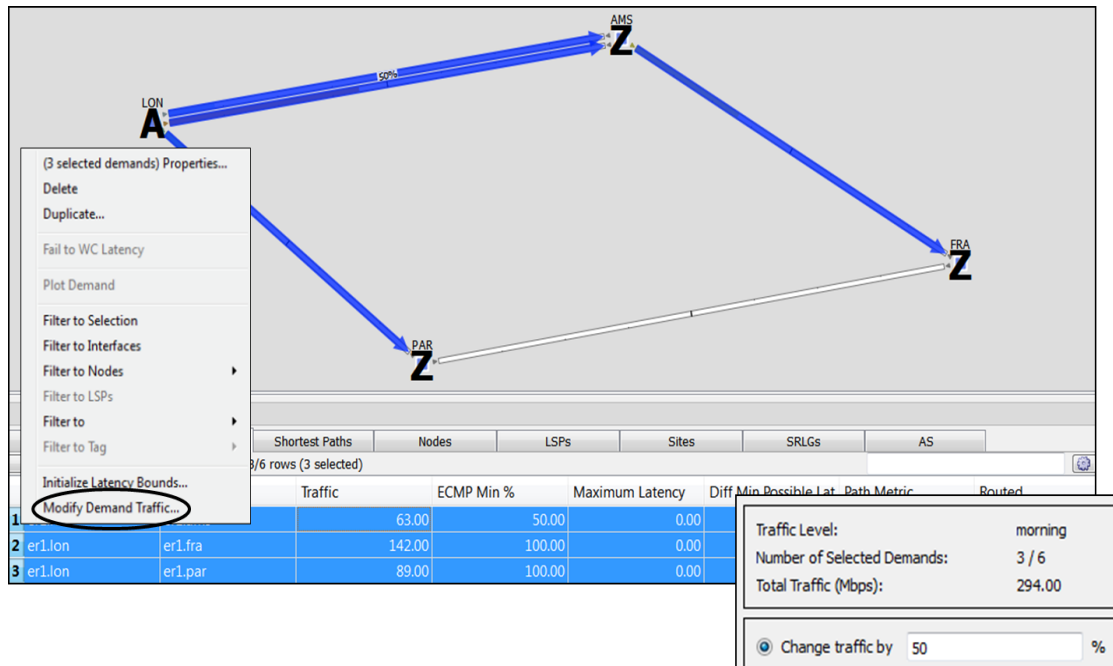 AMS
Z
50%
LON
A
FRA
Z
PAR
Z
(3 selected demands) Properties...
Delete
Duplicate...
Fail to WC Latency
Plot Demand
Filter to Selection
Filter to Interfaces
Filter to Nodes
Filter to LSPs
Filter to
Filter to Tag
Initialize Latency Bounds...
Modify Demand Traffic...
Shortest Paths Nodes LSPs Sites SRLGs AS
3/6 rows (3 selected)
Traffic ECMP Min % Maximum Latency Diff Min Possible Lat Path Metric Routed
1 63.00 50.00 0.00
2 er1.lon er1.fra 142.00 100.00 0.00
3 er1.lon er1.par 89.00 100.00 0.00
Traffic Level: morning
Number of Selected Demands: 3 / 6
Total Traffic (Mbps): 294.00
Change traffic by 50 %